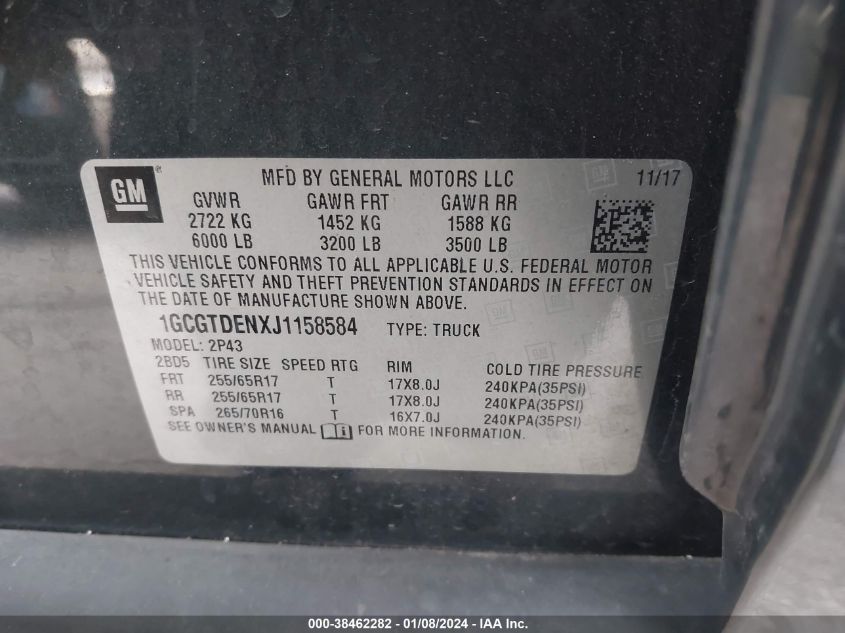 GM ®
MFD BY GENERAL MOTORS LLC 11/17
GVWR GAWR FRT GAWR RR
2722 KG 1452 KG 1588 KG
6000 LB 3200 LB 3500 LB
THIS VEHICLE CONFORMS TO ALL APPLICABLE U.S. FEDERAL MOTOR
VEHICLE SAFETY AND THEFT PREVENTION STANDARDS IN EFFECT ON
THE DATE OF MANUFACTURE SHOWN ABOVE.
1GCGTDENXJ1158584 TYPE: TRUCK
MODEL: 2P43
2BD5 TIRE SIZE SPEED RTG RIM COLD TIRE PRESSURE
FRT 255/65R17 T 17X8.0J 240KPA(35PSI)
RR 255/65R17 T 17X8.0J 240KPA(35PSI)
SPA 265/70R16 T 16X7.0J 240KPA(35PSI)
SEE OWNER'S MANUAL i FOR MORE INFORMATION.
000-38462282 - 01/08/2024 - IAA Inc.